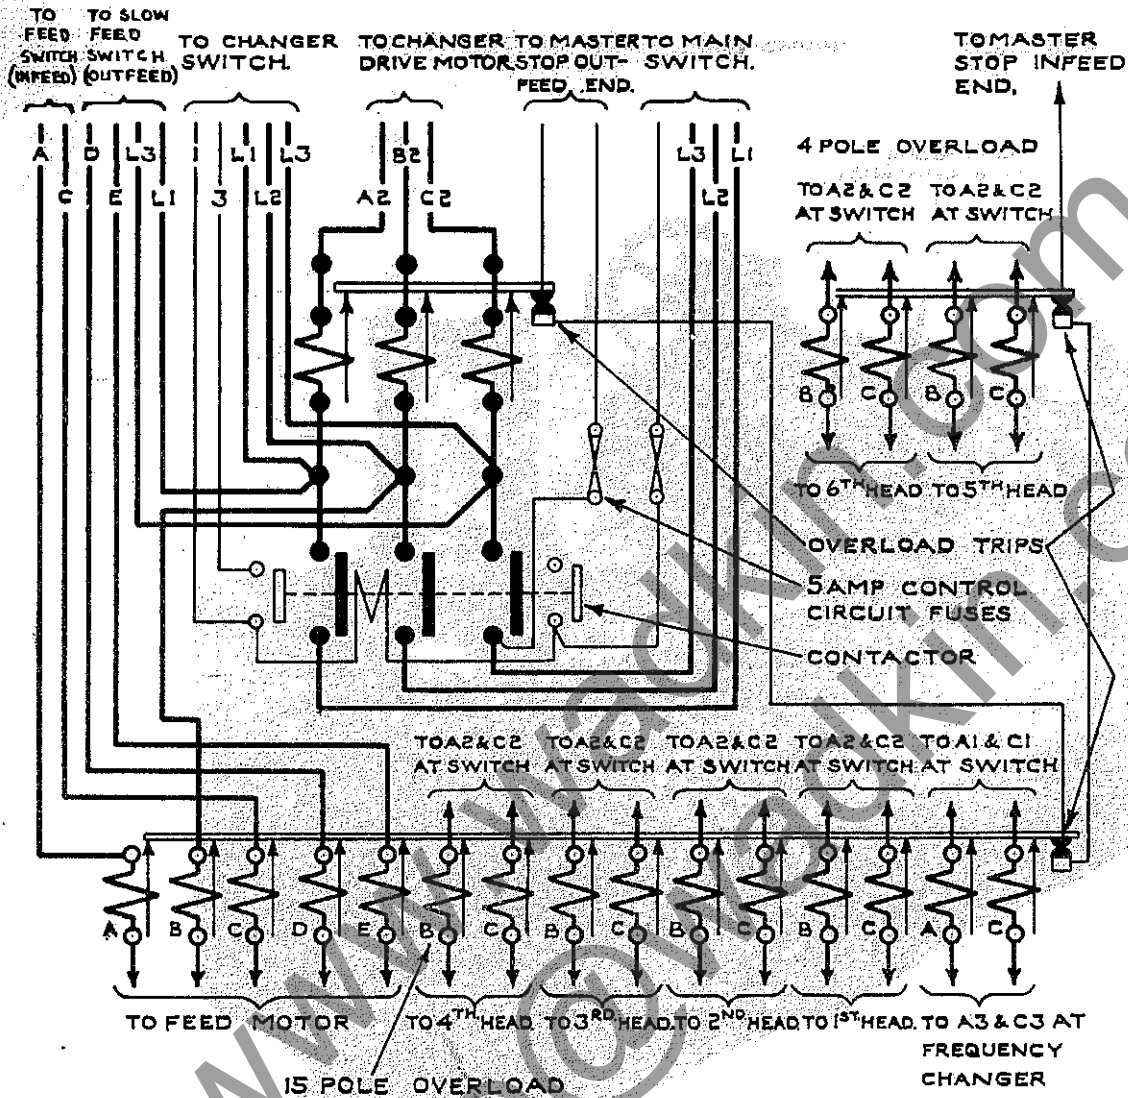 TO FEED SWITCH (INFEED)
TO SLOW FEED SWITCH (OUTFEED)
TO CHANGER SWITCH.
TO CHANGER DRIVE MOTOR.
TO MASTER STOP OUT-FEED .END.
TO MAIN SWITCH.
TO MASTER STOP INFEED END.
A D L3 1 L1 L3 B2 L3 L1
C E L1 3 L2 A2 C2 L2
4 POLE OVERLOAD
TO A2 & C2 AT SWITCH
TO A2 & C2 AT SWITCH
B C B C
TO 6TH HEAD TO 5TH HEAD
OVERLOAD TRIPS
5 AMP CONTROL
CIRCUIT FUSES
CONTACTOR
TO A2 & C2 AT SWITCH
TO A2 & C2 AT SWITCH
TO A2 & C2 AT SWITCH
TO A2 & C2 AT SWITCH
TO A1 & C1 AT SWITCH
A B C D E B C B C B C B C A C
TO FEED MOTOR
TO 4TH HEAD
TO 3RD HEAD.
TO 2ND HEAD
TO 1ST HEAD.
TO A3 & C3 AT
FREQUENCY
CHANGER
15 POLE OVERLOAD
www.wadkin.com
@wadkin.co